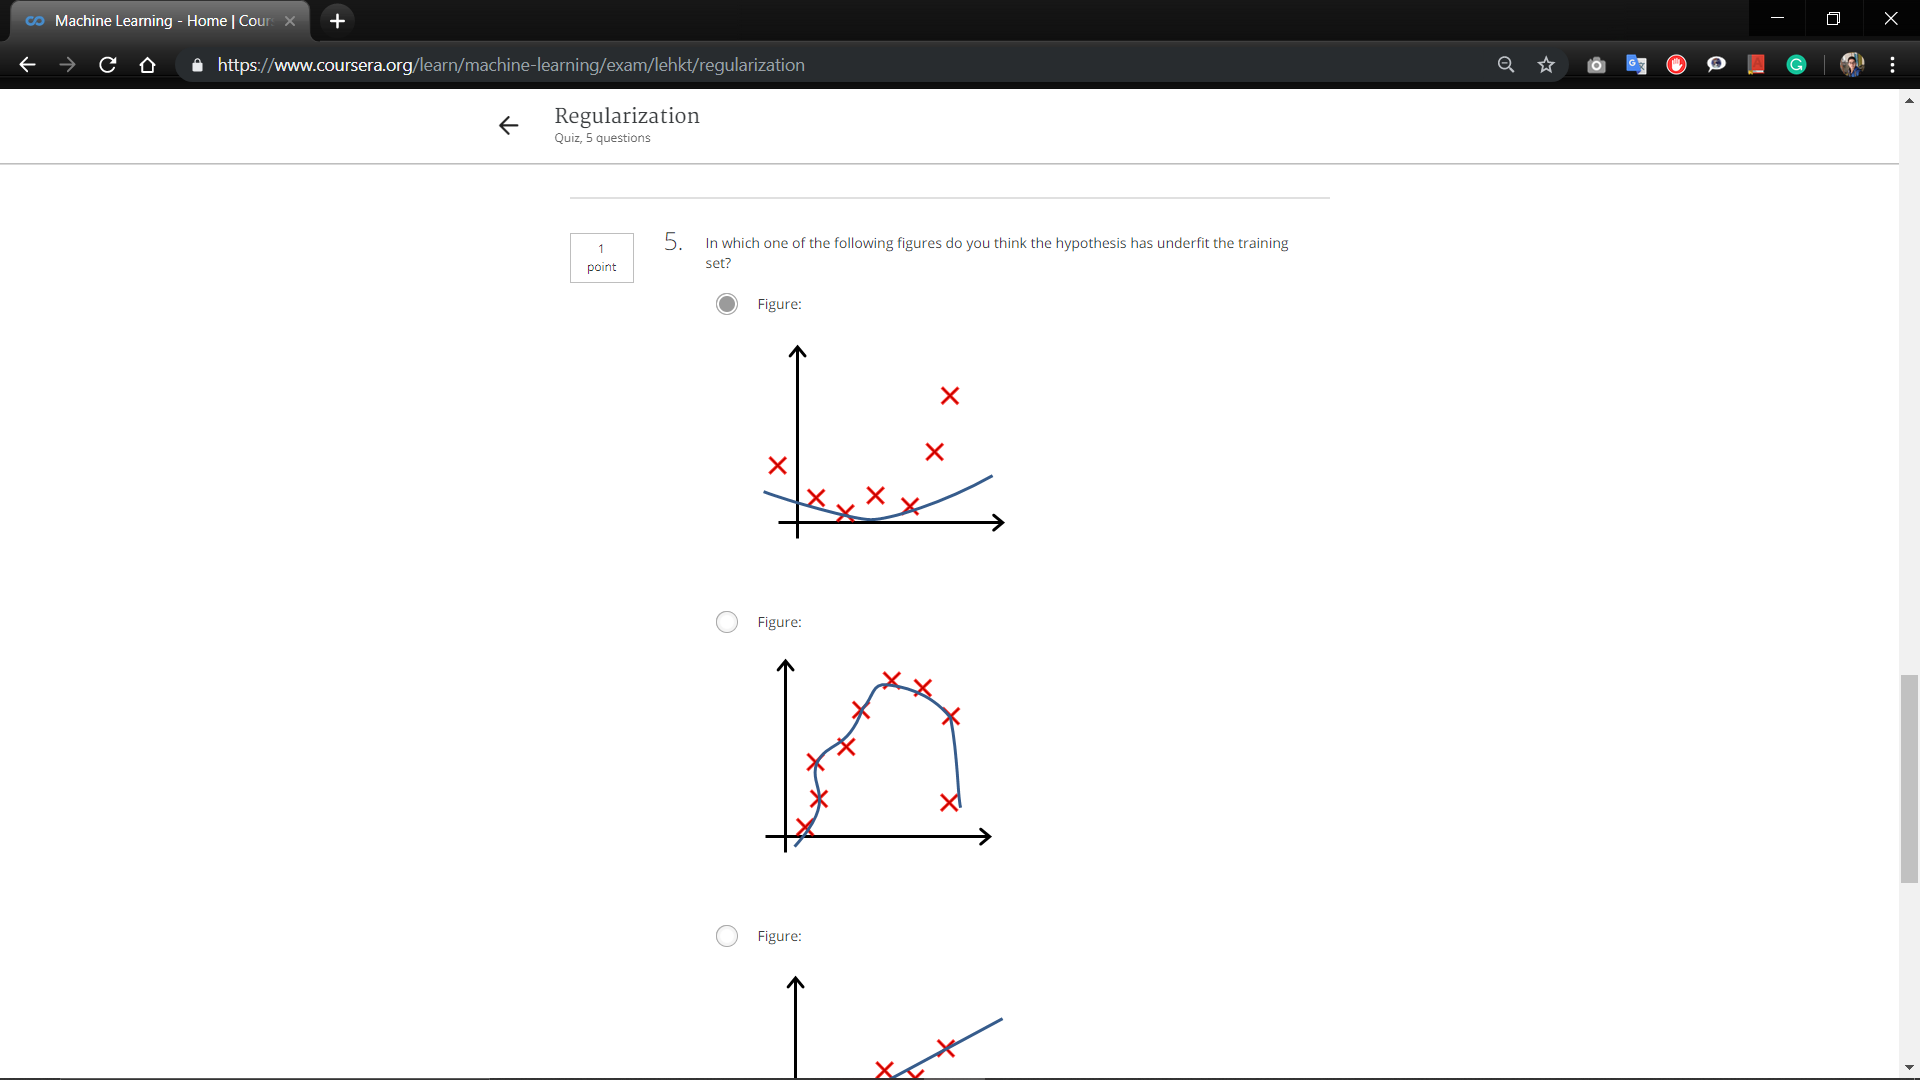 Machine Learning - Home | Cour
https://www.coursera.org/learn/machine-learning/exam/lehkt/regularization
Regularization
Quiz, 5 questions
1
point
5.
In which one of the following figures do you think the hypothesis has underfit the training
set?
Figure:
Figure:
Figure: